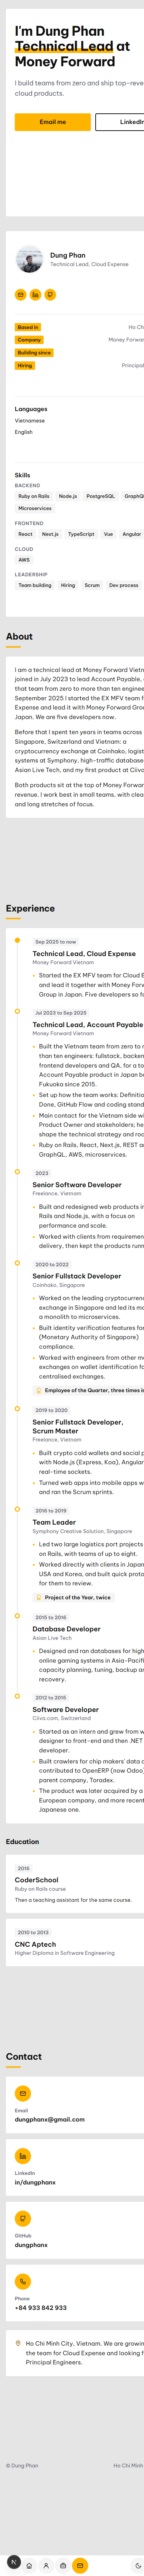 I'm Dung Phan
Technical Lead at
Money Forward
I build teams from zero and ship top-reve
cloud products.
Email me
LinkedIn
Dung Phan
Technical Lead, Cloud Expense
Based in
Ho Ch
Company
Money Forwar
Building since
Hiring
Principal
Languages
Vietnamese
English
Skills
BACKEND
Ruby on Rails Node.js PostgreSQL GraphQL
Microservices
FRONTEND
React Next.js TypeScript Vue Angular
CLOUD
AWS
LEADERSHIP
Team building Hiring Scrum Dev process
About
I am a technical lead at Money Forward Vietn
joined in July 2023 to lead Account Payable, a
that team from zero to more than ten enginee
September 2025 I started the EX MFV team f
Expense and lead it with Money Forward Grou
Japan. We are five developers now.
Before that I spent ten years in teams across
Singapore, Switzerland and Vietnam: a
cryptocurrency exchange at Coinhako, logist
systems at Symphony, high-traffic database
Asian Live Tech, and my first product at Ciiva
Both products sit at the top of Money Forwar
revenue. I work best in small teams, with clea
and long stretches of focus.
Experience
Sep 2025 to now
Technical Lead, Cloud Expense
Money Forward Vietnam
Started the EX MFV team for Cloud E
and lead it together with Money Forw
Group in Japan. Five developers so f
Jul 2023 to Sep 2025
Technical Lead, Account Payable
Money Forward Vietnam
Built the Vietnam team from zero to m
than ten engineers: fullstack, backen
frontend developers and QA, for a to
Account Payable product in Japan b
Fukuoka since 2015.
Set up how the team works: Definitio
Done, GitHub Flow and coding stand
Main contact for the Vietnam side wi
Product Owner and stakeholders; he
shape the technical strategy and roa
Ruby on Rails, React, Next.js, REST a
GraphQL, AWS, microservices.
2023
Senior Software Developer
Freelance, Vietnam
Built and redesigned web products i
Rails and Node.js, with a focus on
performance and scale.
Worked with clients from requiremen
delivery, then kept the products runn
2020 to 2022
Senior Fullstack Developer
Coinhako, Singapore
Worked on the leading cryptocurrenc
exchange in Singapore and led its mo
a monolith to microservices.
Built identity verification features for
(Monetary Authority of Singapore)
compliance.
Worked with engineers from other m
exchanges on wallet identification fo
centralised exchanges.
Employee of the Quarter, three times in
2019 to 2020
Senior Fullstack Developer,
Scrum Master
Freelance, Vietnam
Built crypto cold wallets and social p
with Node.js (Express, Koa), Angular
real-time sockets.
Turned web apps into mobile apps w
and ran the Scrum sprints.
2016 to 2019
Team Leader
Symphony Creative Solution, Singapore
Led two large logistics port projects
on Rails, with teams of up to eight.
Worked directly with clients in Japan
USA and Korea, and built quick proto
for them to review.
Project of the Year, twice
2015 to 2016
Database Developer
Asian Live Tech
Designed and ran databases for high
online gaming systems in Asia-Pacifi
capacity planning, tuning, backup a
recovery.
2012 to 2015
Software Developer
Ciiva.com, Switzerland
Started as an intern and grew from w
designer to front-end and then .NET
developer.
Built crawlers for chip makers' data a
contributed to OpenERP (now Odoo)
parent company, Toradex.
The product was later acquired by a
European company, and more recent
Japanese one.
Education
2016
CoderSchool
Ruby on Rails course
Then a teaching assistant for the same course.
2010 to 2013
CNC Aptech
Higher Diploma in Software Engineering
Contact
Email
dungphanx@gmail.com
LinkedIn
in/dungphanx
GitHub
dungphanx
Phone
+84 933 842 933
Ho Chi Minh City, Vietnam. We are growin
the team for Cloud Expense and looking f
Principal Engineers.
© Dung Phan
Ho Chi Minh
N